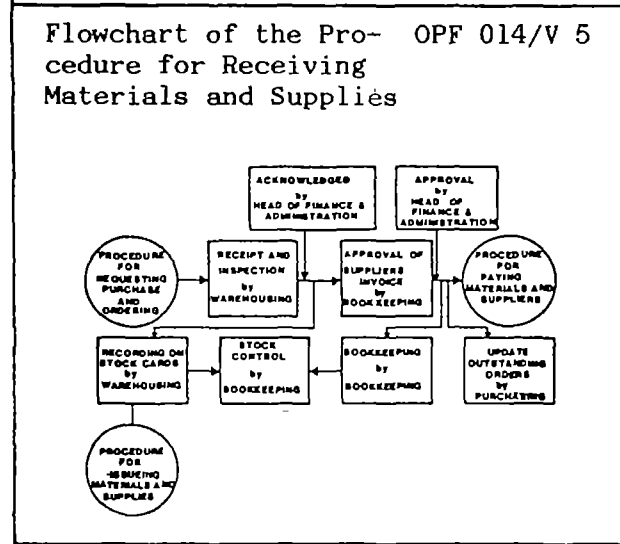 Flowchart of the Pro- OPF 014/V 5
cedure for Receiving
Materials and Supplies
ACKNOWLEDGED
by
HEAD OF FINANCE &
ADMINISTRATION
APPROVAL
by
HEAD OF
FINANCE &
ADMINISTRATION
PROCEDURE
FOR
REQUESTING
PURCHASE
AND
ORDERING
RECEIPT AND
INSPECTION
by
WAREHOUSING
APPROVAL OF
SUPPLIERS
INVOICE
by
BOOKKEEPING
PROCEDURE
FOR
PAYING
MATERIALS AND
SUPPLIERS
RECORDING ON
STOCK CARDS
by
WAREHOUSING
STOCK
CONTROL
by
BOOKKEEPING
BOOKKEEPING
by
BOOKKEEPING
UPDATE
OUTSTANDING
ORDERS
by
PURCHASING
PROCEDURE
FOR
ISSUEING
MATERIALS AND
SUPPLIES